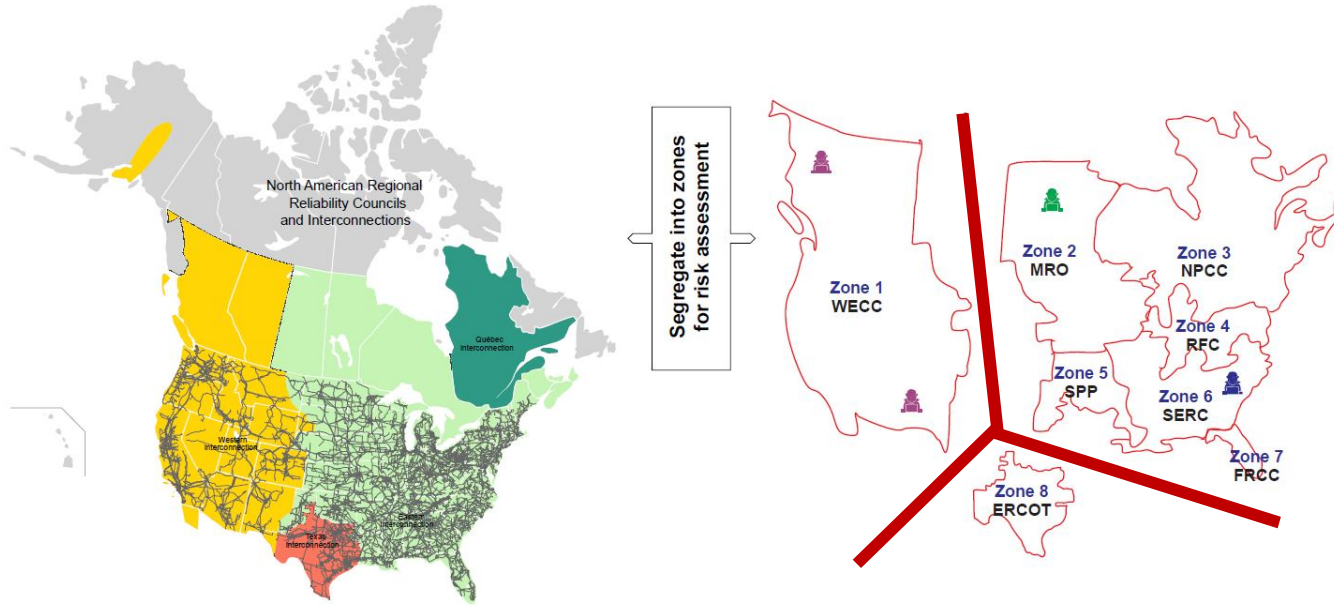 North American Regional
Reliability Councils
and Interconnections
Québec
Interconnection
Western
Interconnection
Eastern
Interconnection
Texas
Interconnection
Segregate into zones
for risk assessment
Zone 1
WECC
Zone 2
MRO
Zone 3
NPCC
Zone 4
RFC
Zone 5
SPP
Zone 6
SERC
Zone 7
FRCC
Zone 8
ERCOT